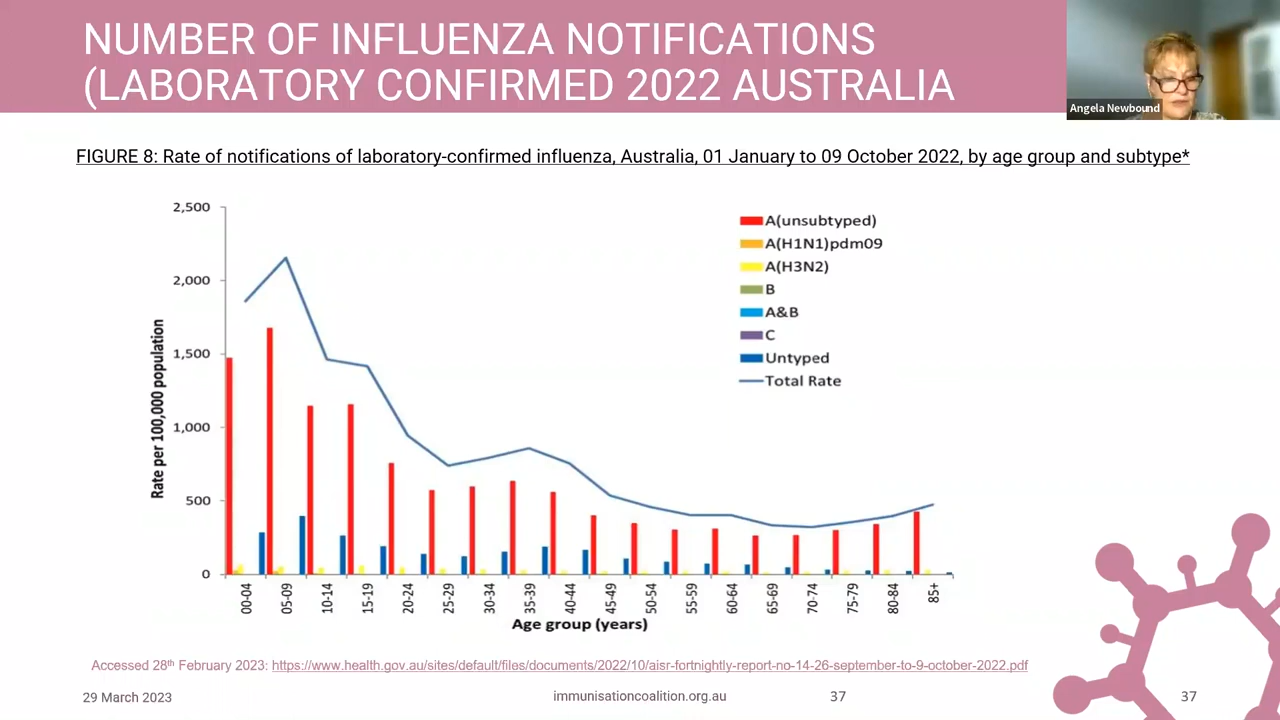 NUMBER OF INFLUENZA NOTIFICATIONS
(LABORATORY CONFIRMED 2022 AUSTRALIA
Angela Newbound
FIGURE 8: Rate of notifications of laboratory-confirmed influenza, Australia, 01 January to 09 October 2022, by age group and subtype*
2,500
2,000
1,500
1,000
500
0
Rate per 100,000 population
A(unsubtyped)
A(H1N1)pdm09
A(H3N2)
B
A&B
C
Untyped
Total Rate
00-04
05-09
10-14
15-19
20-24
25-29
30-34
35-39
40-44
45-49
50-54
55-59
60-64
65-69
70-74
75-79
80-84
85+
Age group (years)
Accessed 28th February 2023: https://www.health.gov.au/sites/default/files/documents/2022/10/aisr-fortnightly-report-no-14-26-september-to-9-october-2022.pdf
29 March 2023
immunisationcoalition.org.au
37
37